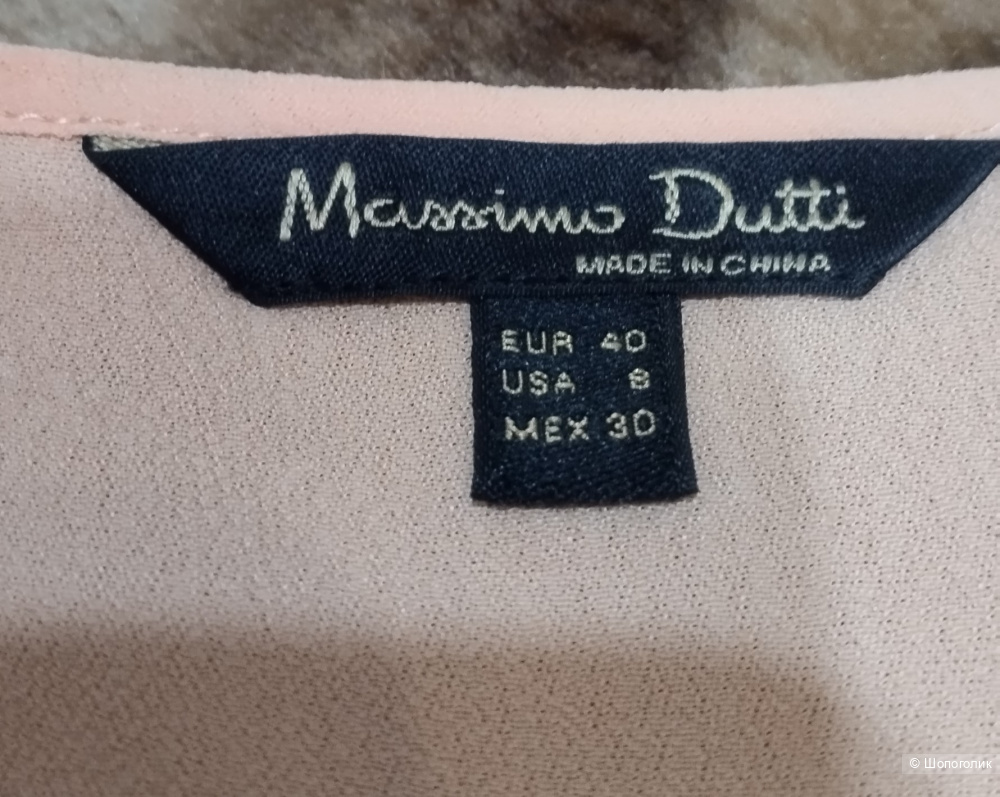 Massimo Dutti
MADE IN CHINA
EUR 40
USA 8
MEX 30
© Шопоголик